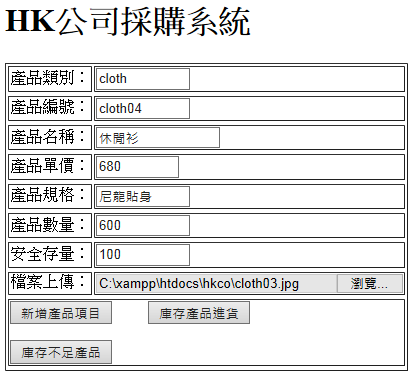 HK公司採購系統
產品類別： cloth
產品編號： cloth04
產品名稱： 休閒衫
產品單價： 680
產品規格： 尼龍貼身
產品數量： 600
安全存量： 100
檔案上傳： C:\xampp\htdocs\hkco\cloth03.jpg 瀏覽...
新增產品項目 庫存產品進貨
庫存不足產品